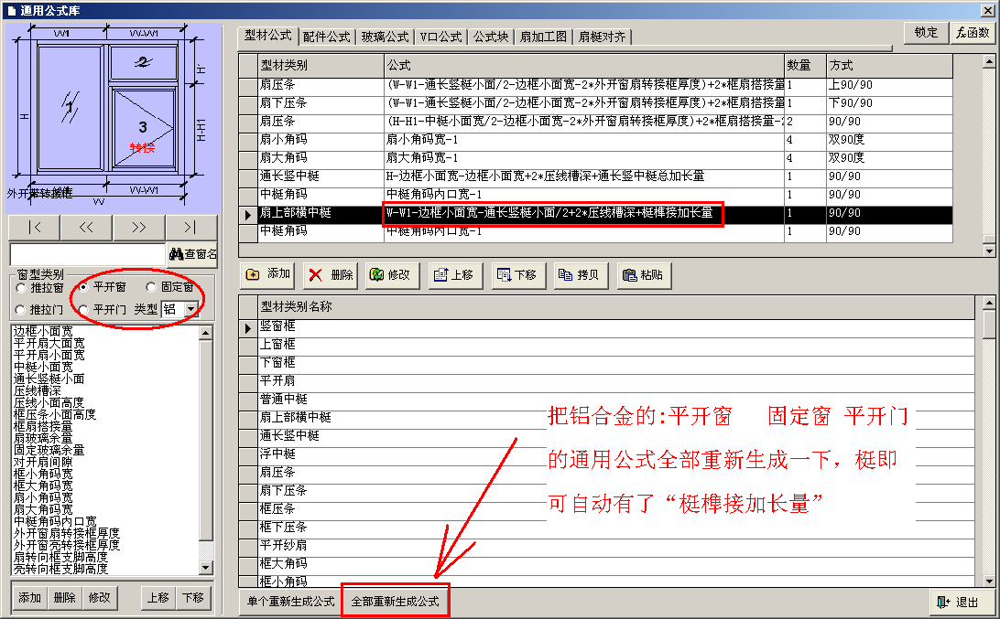 通用公式库
W1
W-W1
2
H'
1
H
3
转接
H-H1
外开带转接框
W-W1
W
|<
<<
>>
>|
查窗名
窗型类别
推拉窗 平开窗 固定窗
推拉门 平开门 类型 铝
边框小面宽
平开扇大面宽
平开扇小面宽
中梃小面宽
通长竖梃小面
压线槽深
压线小面高度
框压条小面高度
框扇搭接量
扇玻璃余量
固定玻璃余量
对开扇间隙
框小角码宽
框大角码宽
扇小角码宽
扇大角码宽
中梃角码内口宽
外开窗扇转接框厚度
外开窗亮转接框厚度
扇转向框支脚高度
亮转向框支脚高度
添加 删除 修改 上移 下移
型材公式 配件公式 玻璃公式 V口公式 公式块 扇加工图 扇梃对齐
锁定 fx函数
型材类别 公式 数量 方式
扇压条 (W-W1-通长竖梃小面/2-边框小面宽-2*外开窗扇转接框厚度)+2*框扇搭接量 1 上90/90
扇下压条 (W-W1-通长竖梃小面/2-边框小面宽-2*外开窗扇转接框厚度)+2*框扇搭接量 1 下90/90
扇压条 (H-H1-中梃小面宽/2-边框小面宽-2*外开窗扇转接框厚度)+2*框扇搭接量-2 2 90/90
扇小角码 扇小角码宽-1 4 双90度
扇大角码 扇大角码宽-1 4 双90度
通长竖中梃 H-边框小面宽-边框小面宽+2*压线槽深+通长竖中梃总加长量 1 90/90
中梃角码 中梃角码内口宽-1 1 90/90
扇上部横中梃 W-W1-边框小面宽-通长竖梃小面/2+2*压线槽深+梃榫接加长量 1 90/90
中梃角码 中梃角码内口宽-1 1 90/90
添加 删除 修改 上移 下移 拷贝 粘贴
型材类别名称
竖窗框
上窗框
下窗框
平开扇
普通中梃
扇上部横中梃
通长竖中梃
浮中梃
扇压条
扇下压条
框压条
框下压条
平开纱扇
框大角码
框小角码
把铝合金的:平开窗 固定窗 平开门
的通用公式全部重新生成一下，梃即
可自动有了“梃榫接加长量”
单个重新生成公式 全部重新生成公式 退出